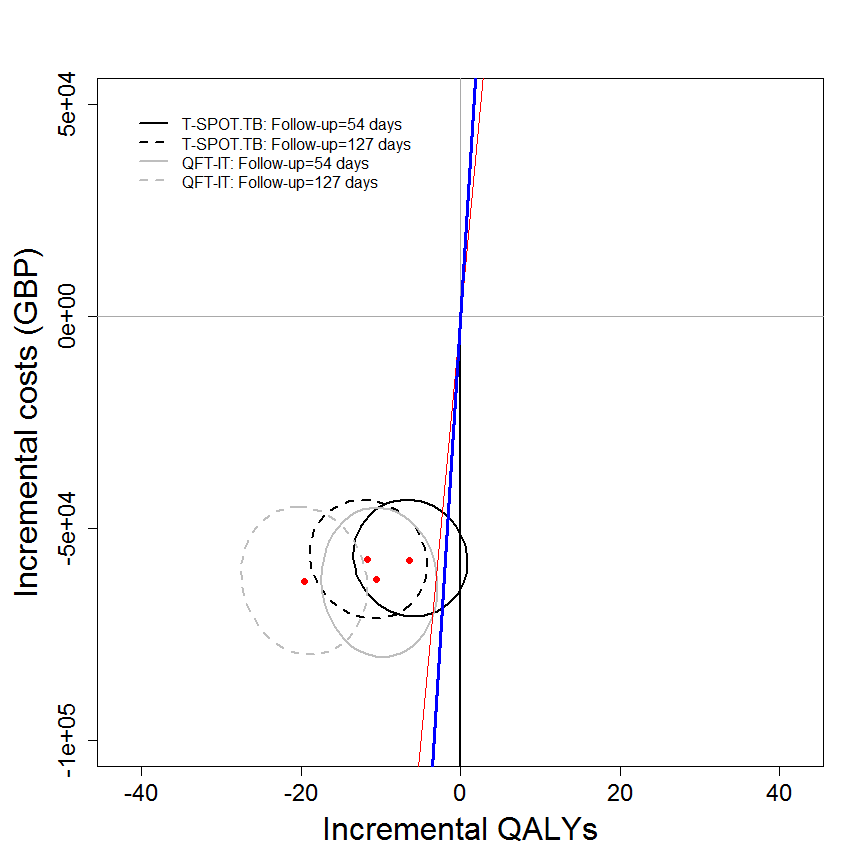 T-SPOT.TB: Follow-up=54 days
T-SPOT.TB: Follow-up=127 days
QFT-IT: Follow-up=54 days
QFT-IT: Follow-up=127 days
5e+04
0e+00
-5e+04
-1e+05
Incremental costs (GBP)
-40 -20 0 20 40
Incremental QALYs